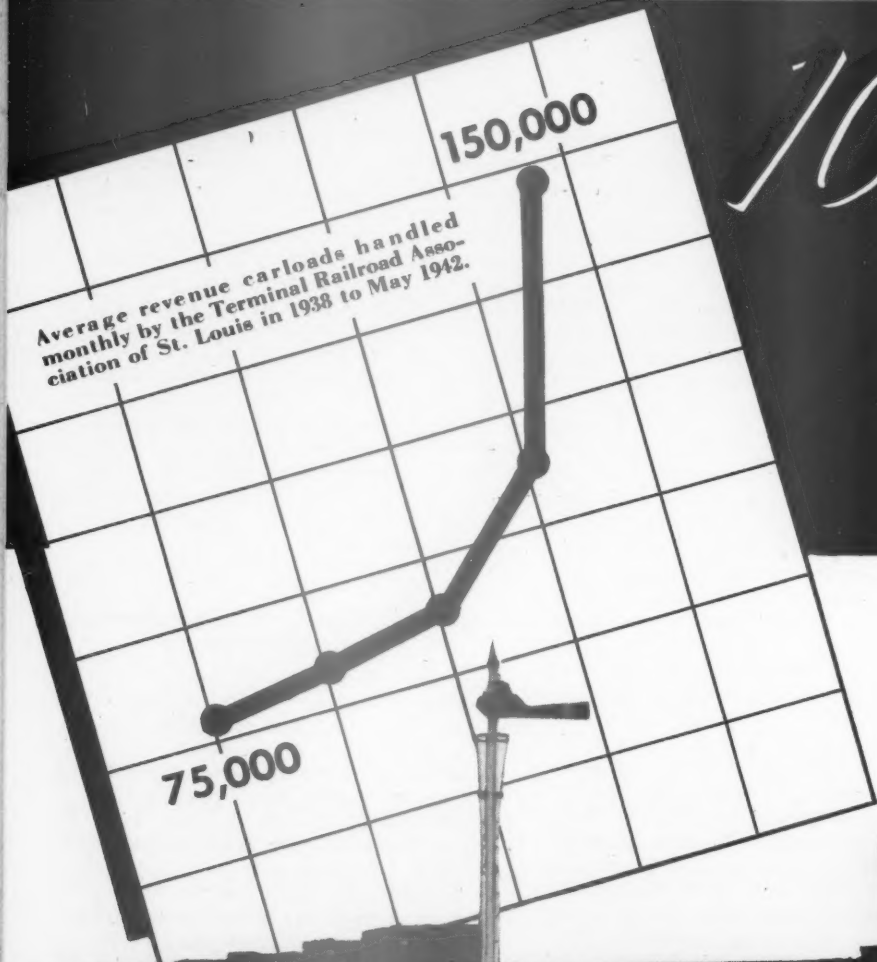 150,000
Average revenue carloads handled
monthly by the Terminal Railroad Asso-
ciation of St. Louis in 1938 to May 1942.
75,000